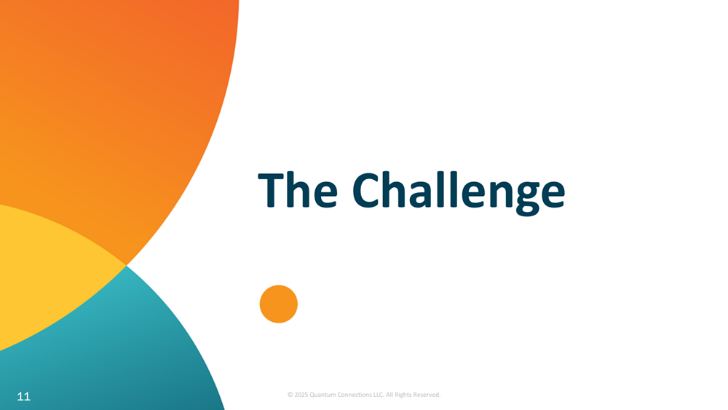 The Challenge
11
© 2025 Quantum Connections LLC. All Rights Reserved.